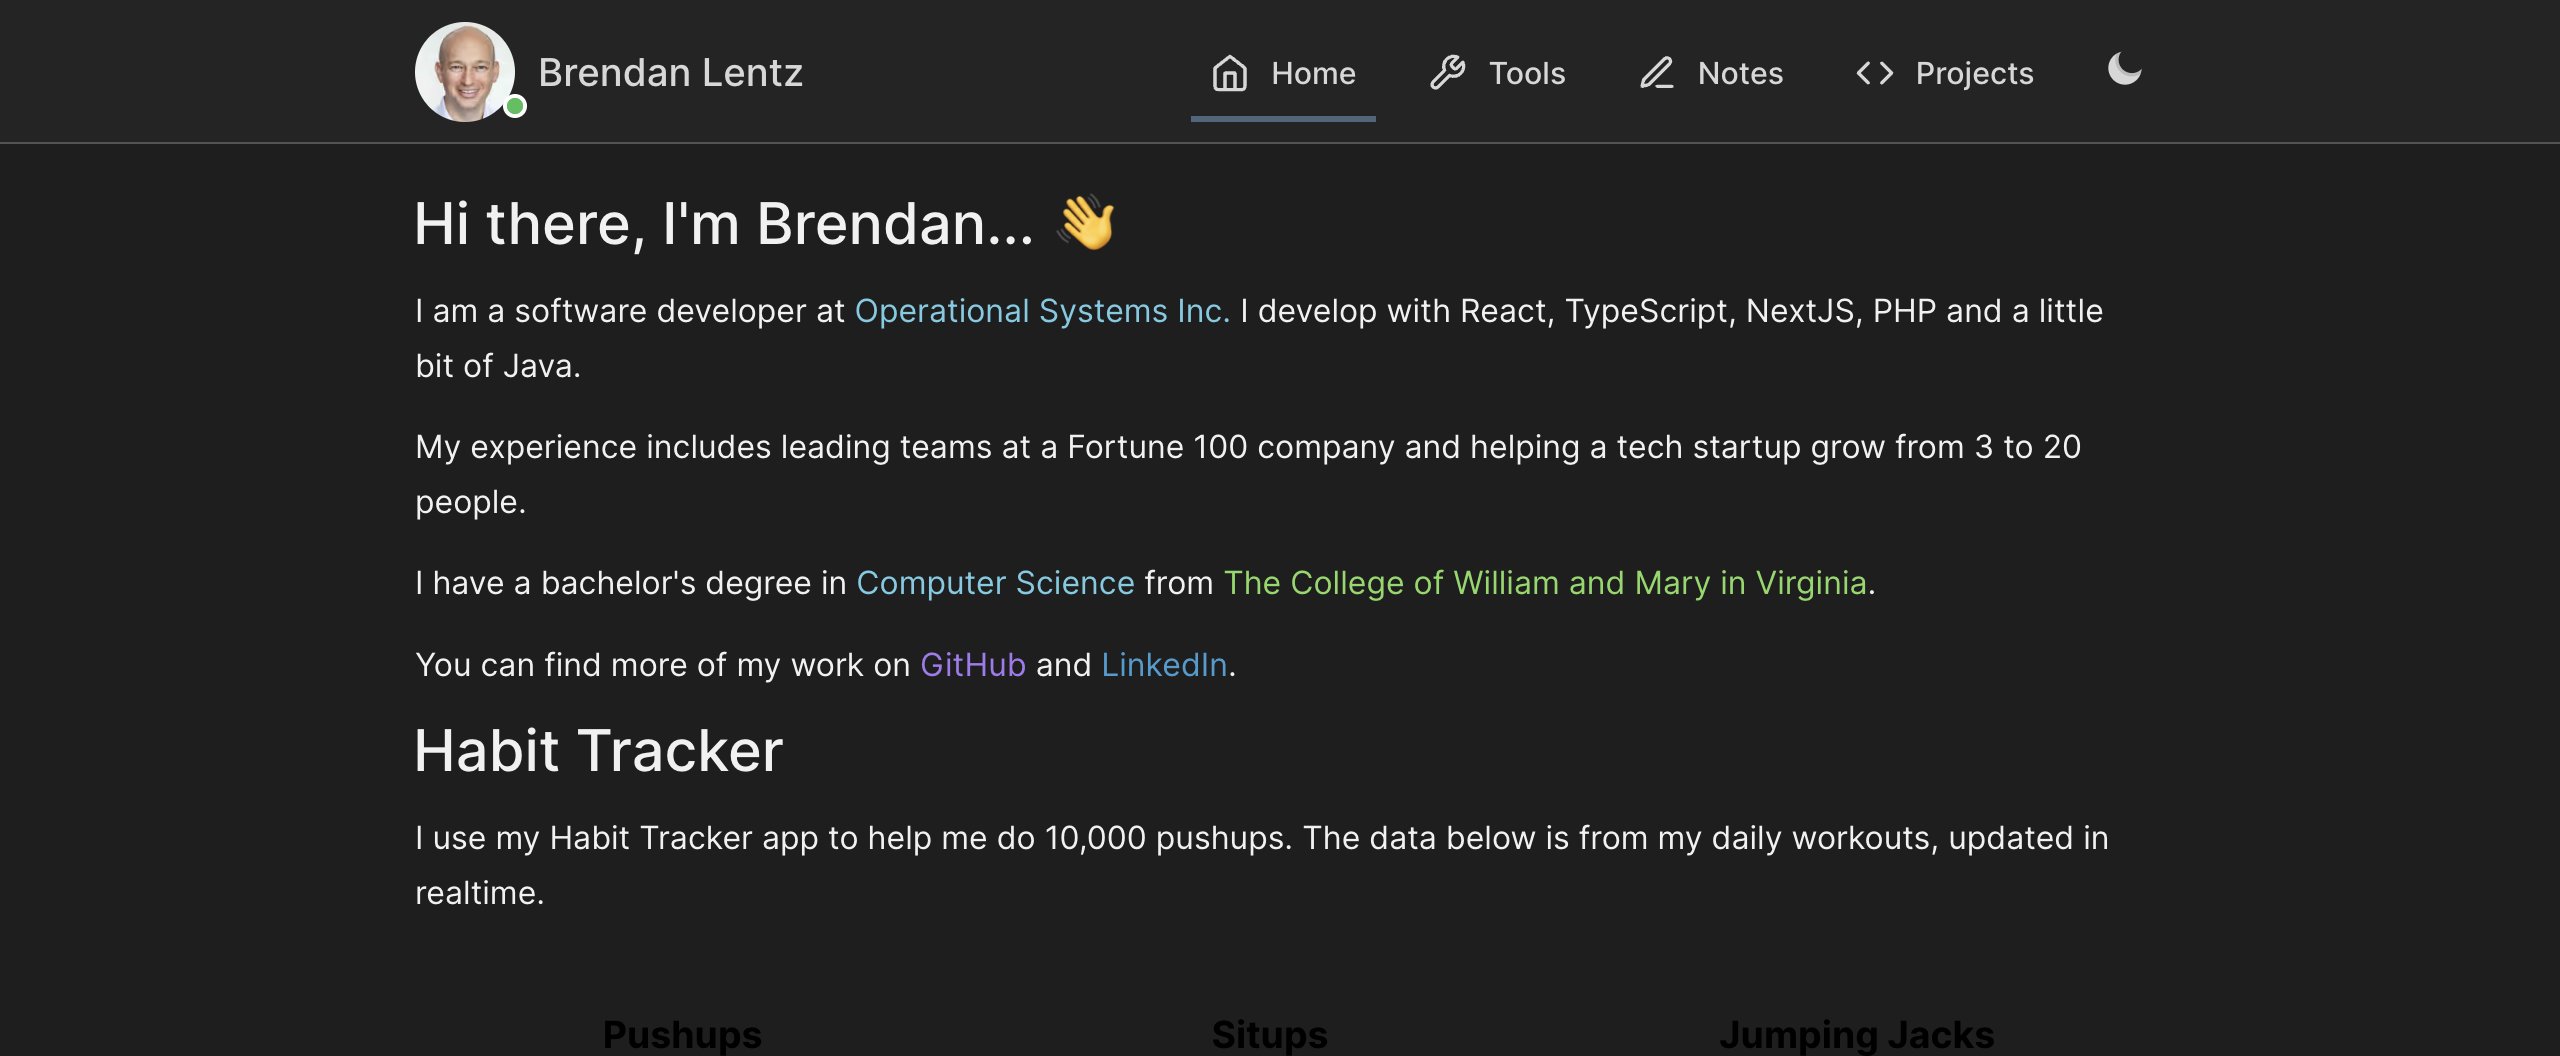 Brendan Lentz
Home
Tools
Notes
Projects
Hi there, I'm Brendan... 👋
I am a software developer at Operational Systems Inc. I develop with React, TypeScript, NextJS, PHP and a little
bit of Java.
My experience includes leading teams at a Fortune 100 company and helping a tech startup grow from 3 to 20
people.
I have a bachelor's degree in Computer Science from The College of William and Mary in Virginia.
You can find more of my work on GitHub and LinkedIn.
Habit Tracker
I use my Habit Tracker app to help me do 10,000 pushups. The data below is from my daily workouts, updated in
realtime.
Pushups
Situps
Jumping Jacks